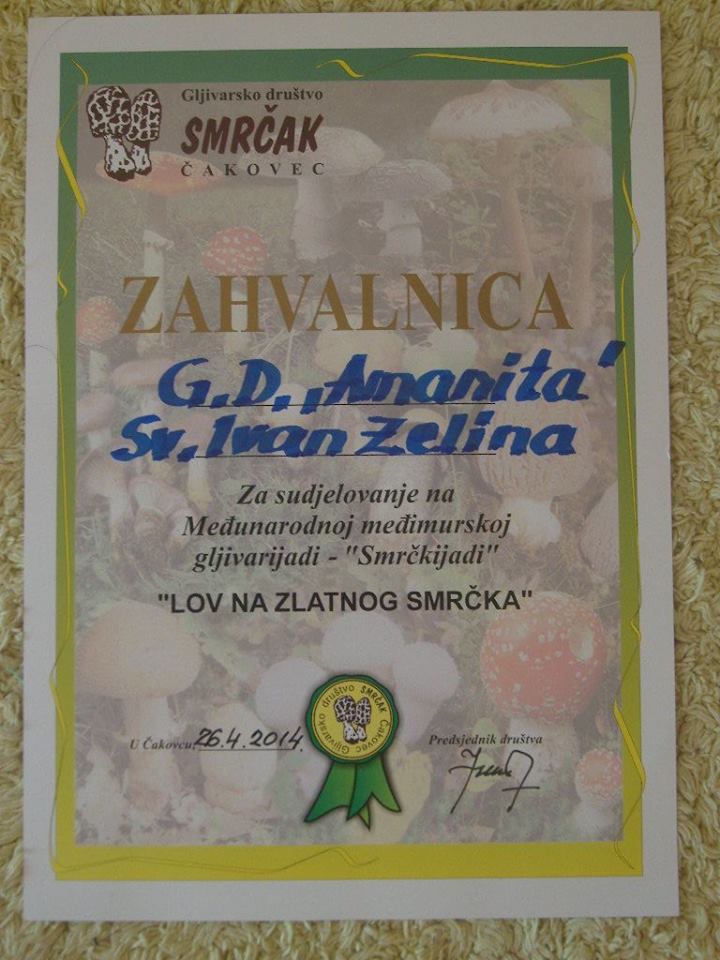 Gljivarsko društvo
SMRČAK
ČAKOVEC
ZAHVALNICA
G.D. „Amanita‟
Sv. Ivan Zelina
Za sudjelovanje na
Međunarodnoj međimurskoj
gljivarijadi - "Smrčkijadi"
"LOV NA ZLATNOG SMRČKA"
Gljivarsko društvo SMRČAK Čakovec
U Čakovcu, 26.4.2014.
Predsjednik društva